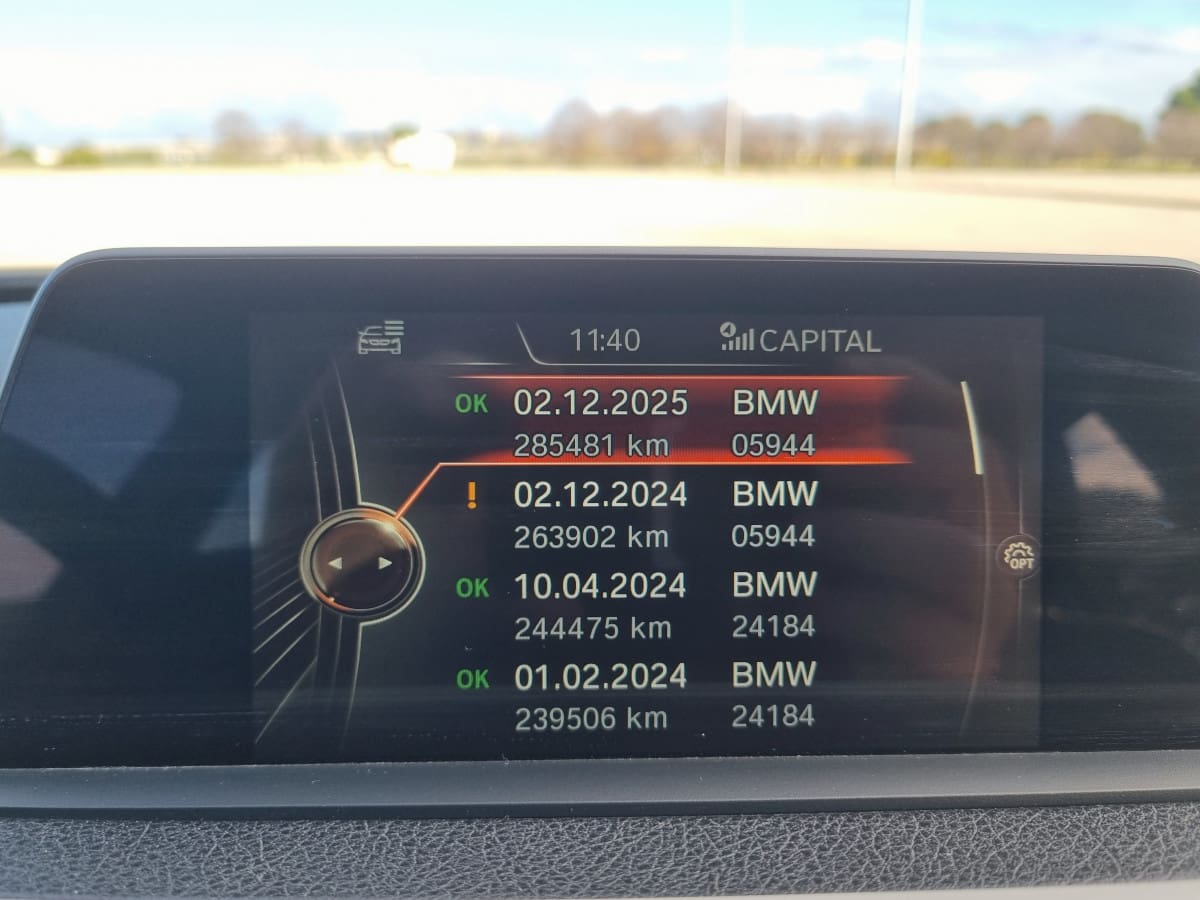 11:40 CAPITAL
OK 02.12.2025 BMW
285481 km 05944
! 02.12.2024 BMW
263902 km 05944
OPT
OK 10.04.2024 BMW
244475 km 24184
OK 01.02.2024 BMW
239506 km 24184